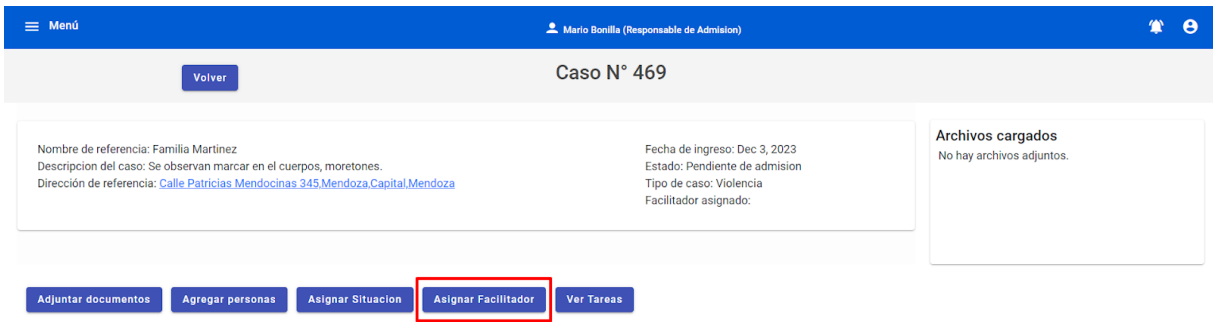 Menú
Mario Bonilla (Responsable de Admision)
Volver
Caso N° 469
Nombre de referencia: Familia Martinez
Descripcion del caso: Se observan marcar en el cuerpos, moretones.
Dirección de referencia: Calle Patricias Mendocinas 345,Mendoza,Capital,Mendoza
Fecha de ingreso: Dec 3, 2023
Estado: Pendiente de admision
Tipo de caso: Violencia
Facilitador asignado:
Archivos cargados
No hay archivos adjuntos.
Adjuntar documentos
Agregar personas
Asignar Situacion
Asignar Facilitador
Ver Tareas